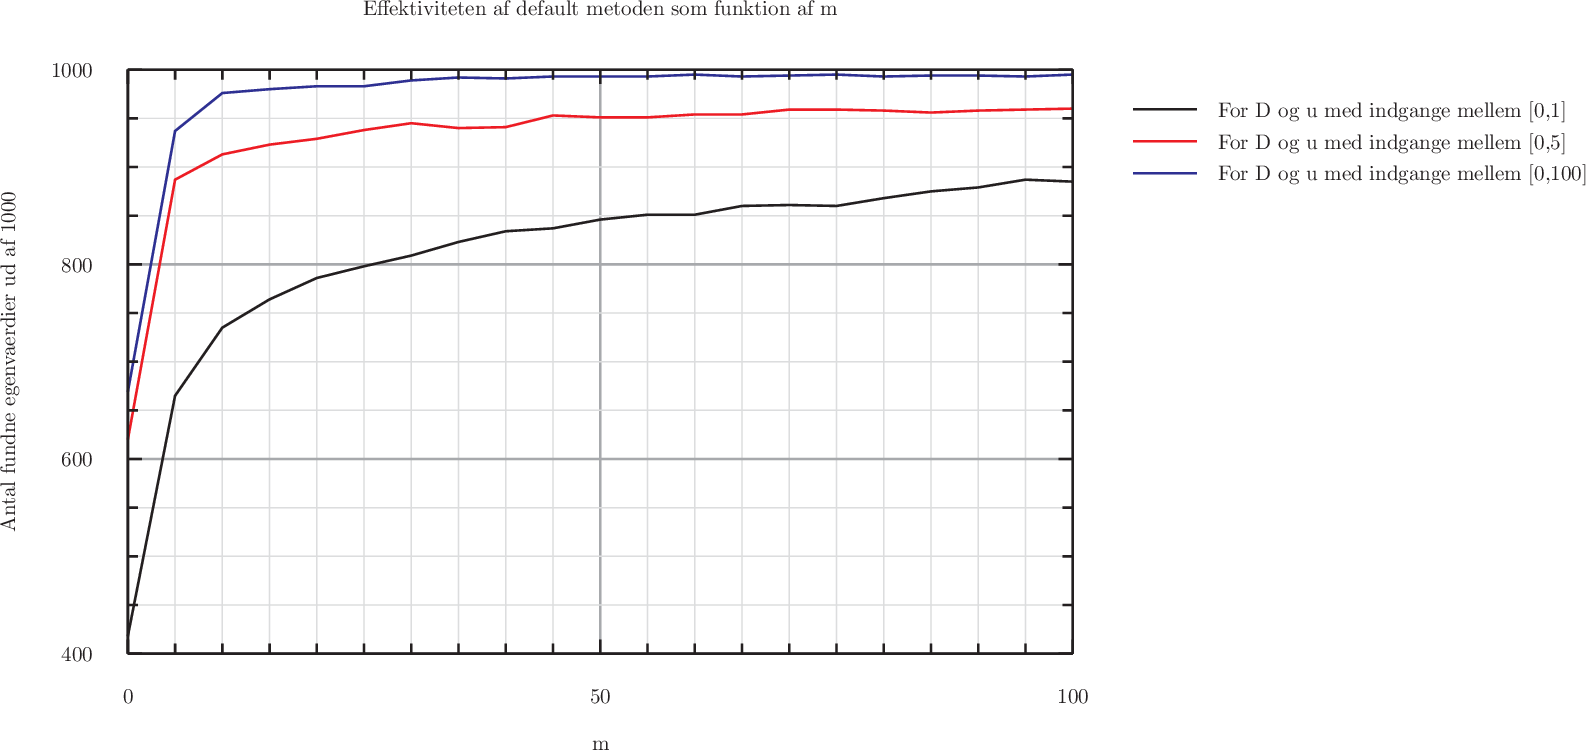 Effektiviteten af default metoden som funktion af m
1000
800
600
400
0
50
100
m
Antal fundne egenvaerdier ud af 1000
For D og u med indgange mellem [0,1]
For D og u med indgange mellem [0,5]
For D og u med indgange mellem [0,100]